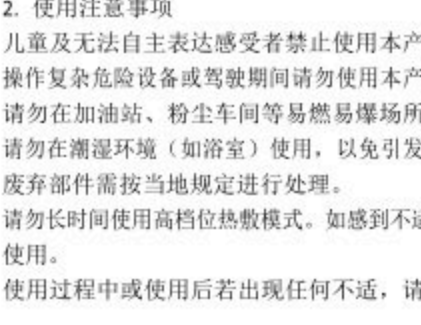 2. 使用注意事项
儿童及无法自主表达感受者禁止使用本产
操作复杂危险设备或驾驶期间请勿使用本产
请勿在加油站、粉尘车间等易燃易爆场所
请勿在潮湿环境（如浴室）使用，以免引发
废弃部件需按当地规定进行处理。
请勿长时间使用高档位热敷模式。如感到不适
使用。
使用过程中或使用后若出现任何不适，请